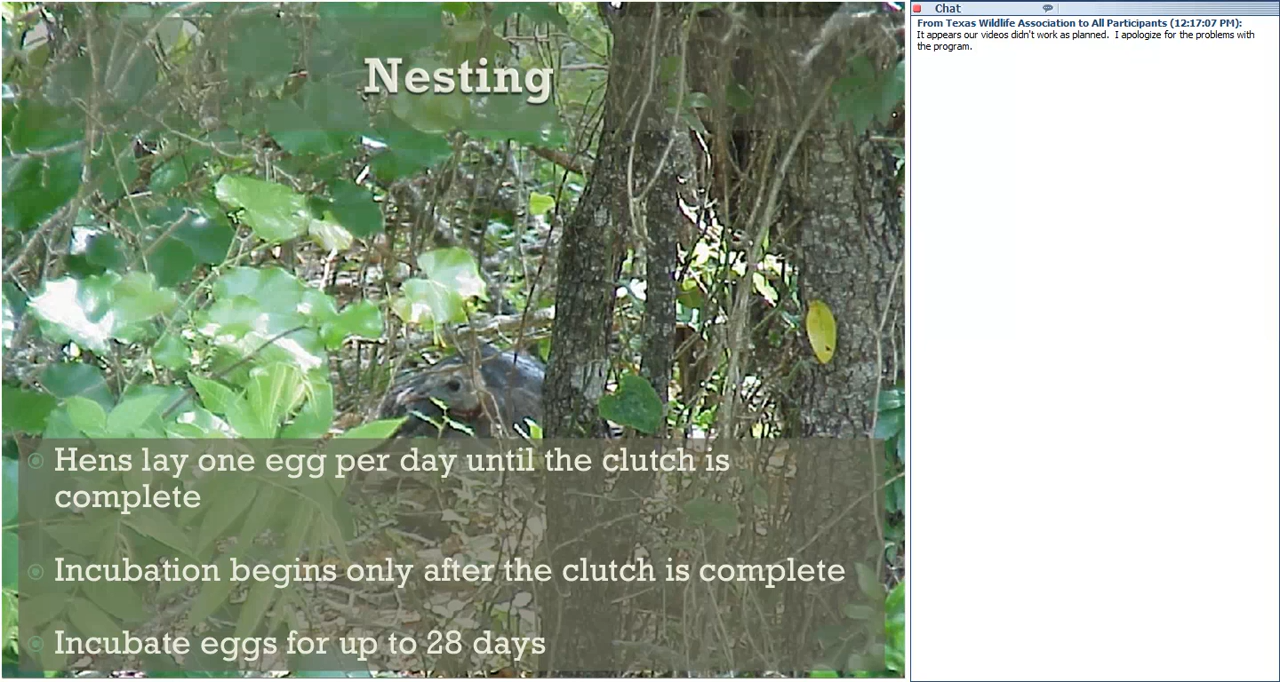 Nesting
Hens lay one egg per day until the clutch is
complete
Incubation begins only after the clutch is complete
Incubate eggs for up to 28 days
Chat
From Texas Wildlife Association to All Participants (12:17:07 PM):
It appears our videos didn't work as planned.  I apologize for the problems with
the program.